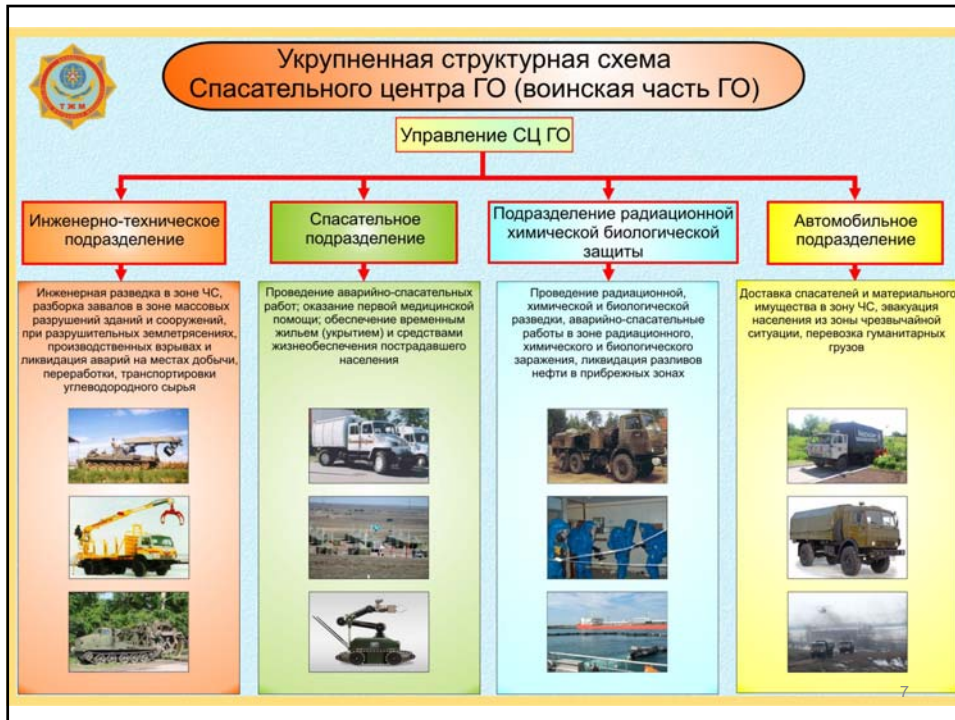 Укрупненная структурная схема
Спасательного центра ГО (воинская часть ГО)
ТЖМ
Управление СЦ ГО
Инженерно-техническое
подразделение
Инженерная разведка в зоне ЧС,
разборка завалов в зоне массовых
разрушений зданий и сооружений,
при разрушительных землетрясениях,
производственных взрывах и
ликвидация аварий на местах добычи,
переработки, транспортировки
углеводородного сырья
Спасательное
подразделение
Проведение аварийно-спасательных
работ; оказание первой медицинской
помощи; обеспечение временным
жильем (укрытием) и средствами
жизнеобеспечения пострадавшего
населения
Подразделение радиационной
химической биологической
защиты
Проведение радиационной,
химической и биологической
разведки, аварийно-спасательные
работы в зоне радиационного,
химического и биологического
заражения, ликвидация разливов
нефти в прибрежных зонах
Автомобильное
подразделение
Доставка спасателей и материального
имущества в зону ЧС, эвакуация
населения из зоны чрезвычайной
ситуации, перевозка гуманитарных
грузов
7